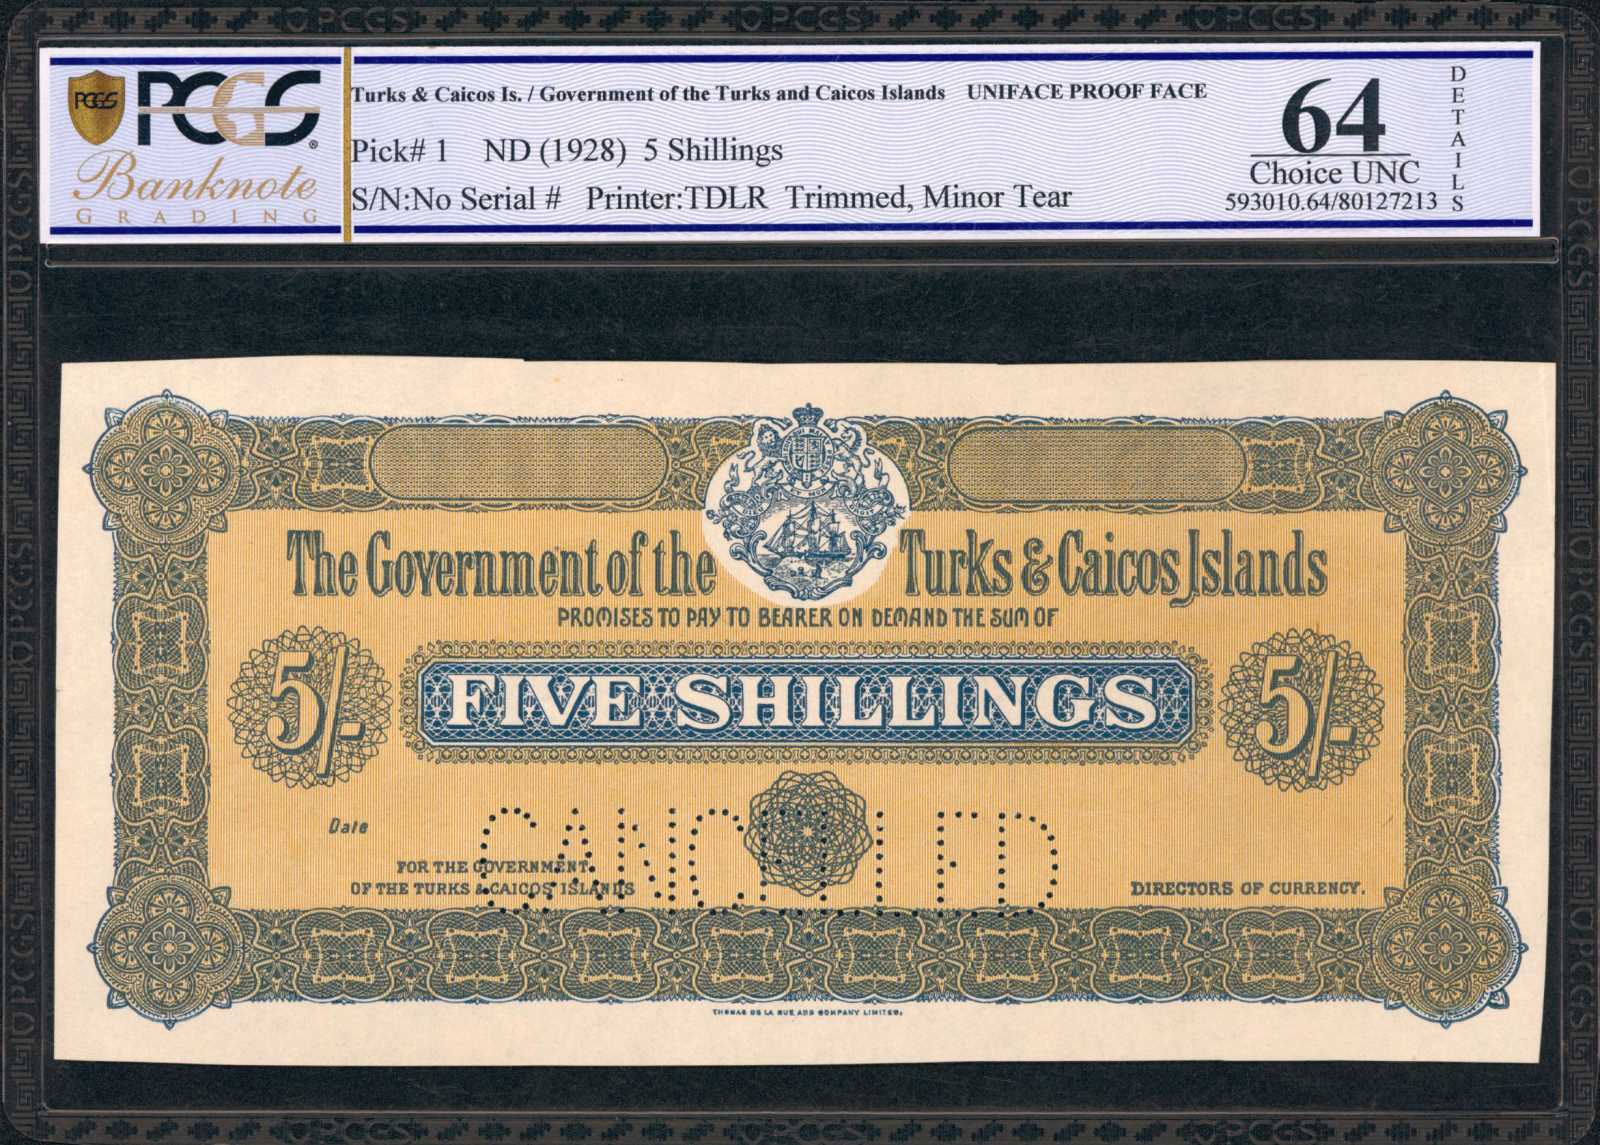 PCGS
PCGS®
Banknote
GRADING
Turks & Caicos Is. / Government of the Turks and Caicos Islands UNIFACE PROOF FACE
Pick# 1 ND (1928) 5 Shillings
S/N:No Serial # Printer:TDLR Trimmed, Minor Tear
64
Choice UNC
593010.64/80127213
DETAILS
The Government of the Turks & Caicos Islands
PROMISES TO PAY TO BEARER ON DEMAND THE SUM OF
5/-
FIVE SHILLINGS
5/-
Date
CANCELLED
FOR THE GOVERNMENT
OF THE TURKS & CAICOS ISLANDS
DIRECTORS OF CURRENCY.
THOMAS DE LA RUE AND COMPANY LIMITED.